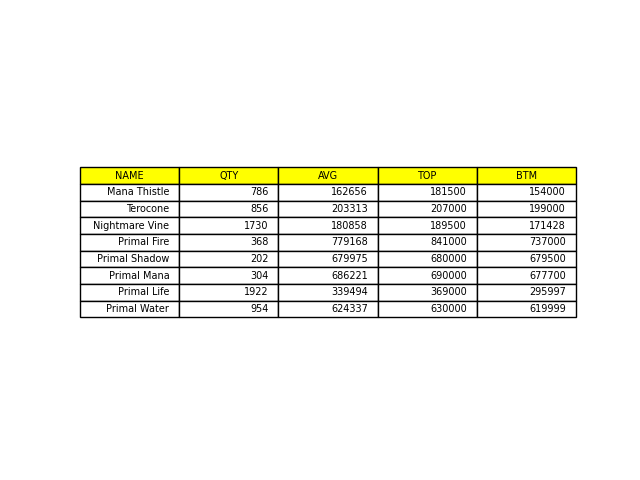 NAME QTY AVG TOP BTM
Mana Thistle 786 162656 181500 154000
Terocone 856 203313 207000 199000
Nightmare Vine 1730 180858 189500 171428
Primal Fire 368 779168 841000 737000
Primal Shadow 202 679975 680000 679500
Primal Mana 304 686221 690000 677700
Primal Life 1922 339494 369000 295997
Primal Water 954 624337 630000 619999